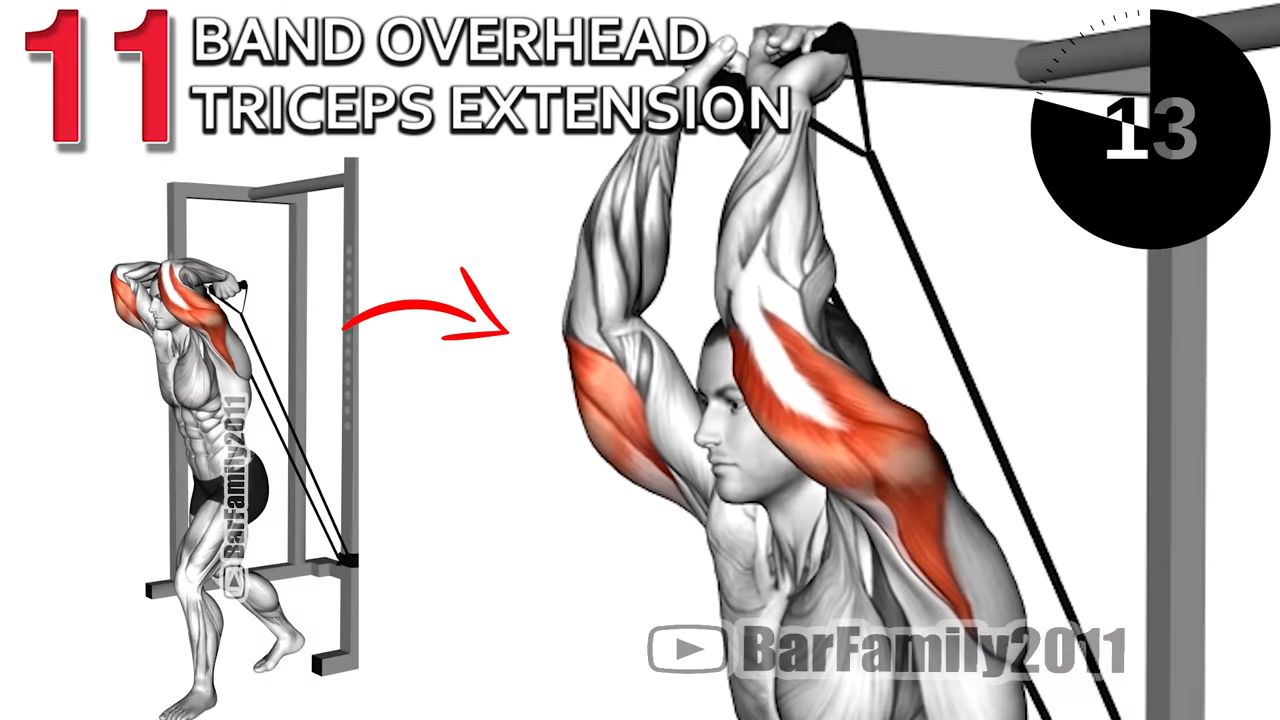 11 BAND OVERHEAD
TRICEPS EXTENSION
13
BarFamily2011
BarFamily2011